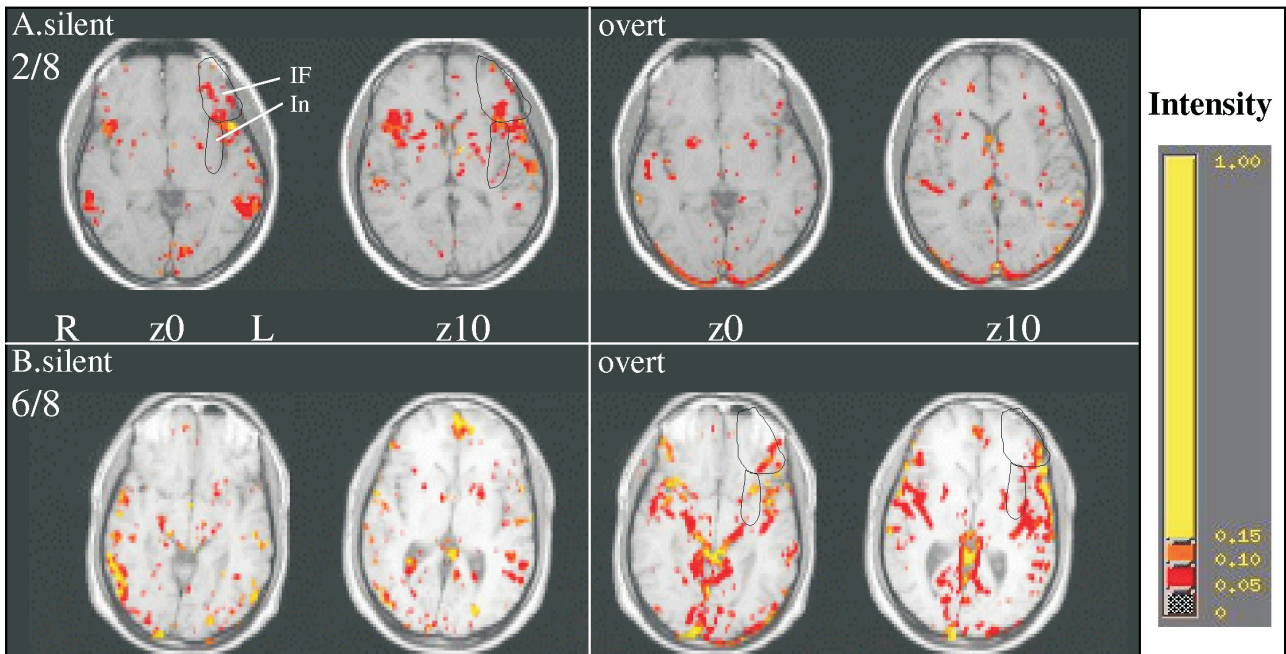 A.silent
2/8
IF
In
R z0 L z10
overt
z0 z10
B.silent
6/8
overt
Intensity
1.00
0.15
0.10
0.05
0